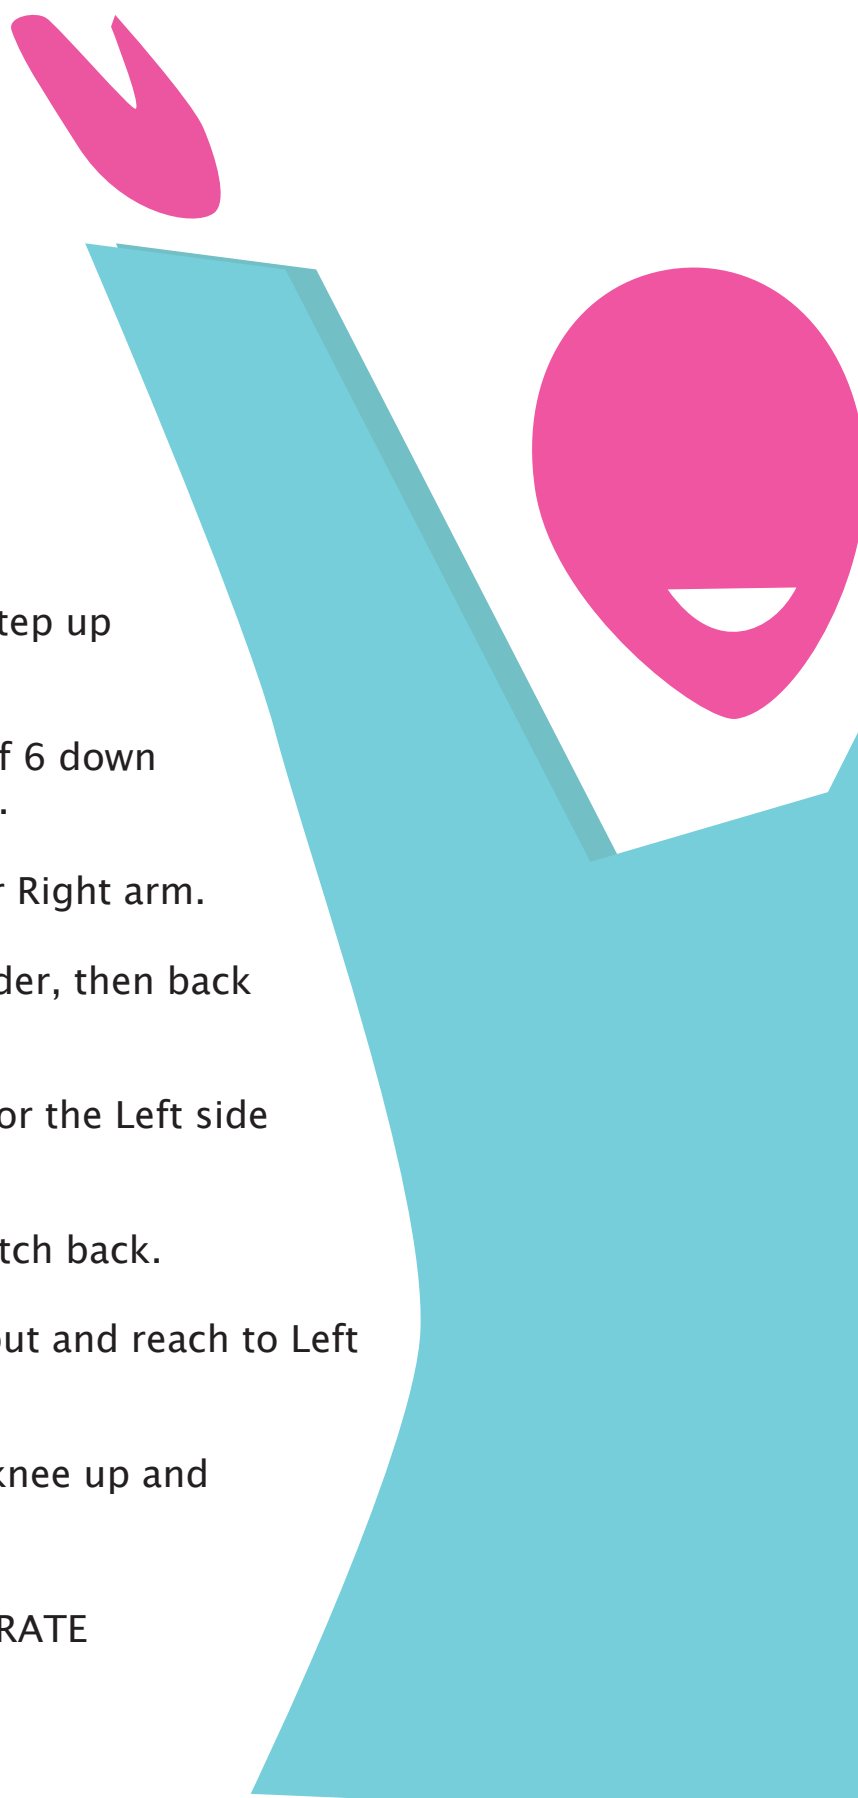 tep up
f 6 down
.
r Right arm.
der, then back
or the Left side
tch back.
out and reach to Left
knee up and
RATE